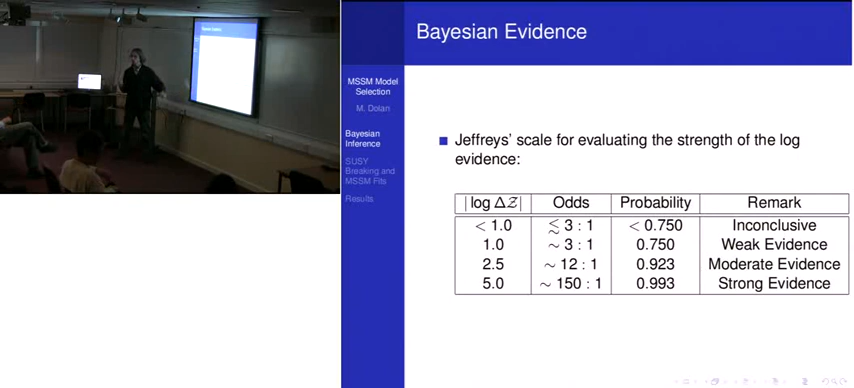 Bayesian Evidence
MSSM Model
Selection
M. Dolan
Bayesian
Inference
SUSY
Breaking and
MSSM Fits
Results
Jeffreys' scale for evaluating the strength of the log
evidence:
| log ΔZ| Odds Probability Remark
< 1.0 ≲ 3 : 1 < 0.750 Inconclusive
1.0 ∼ 3 : 1 0.750 Weak Evidence
2.5 ∼ 12 : 1 0.923 Moderate Evidence
5.0 ∼ 150 : 1 0.993 Strong Evidence